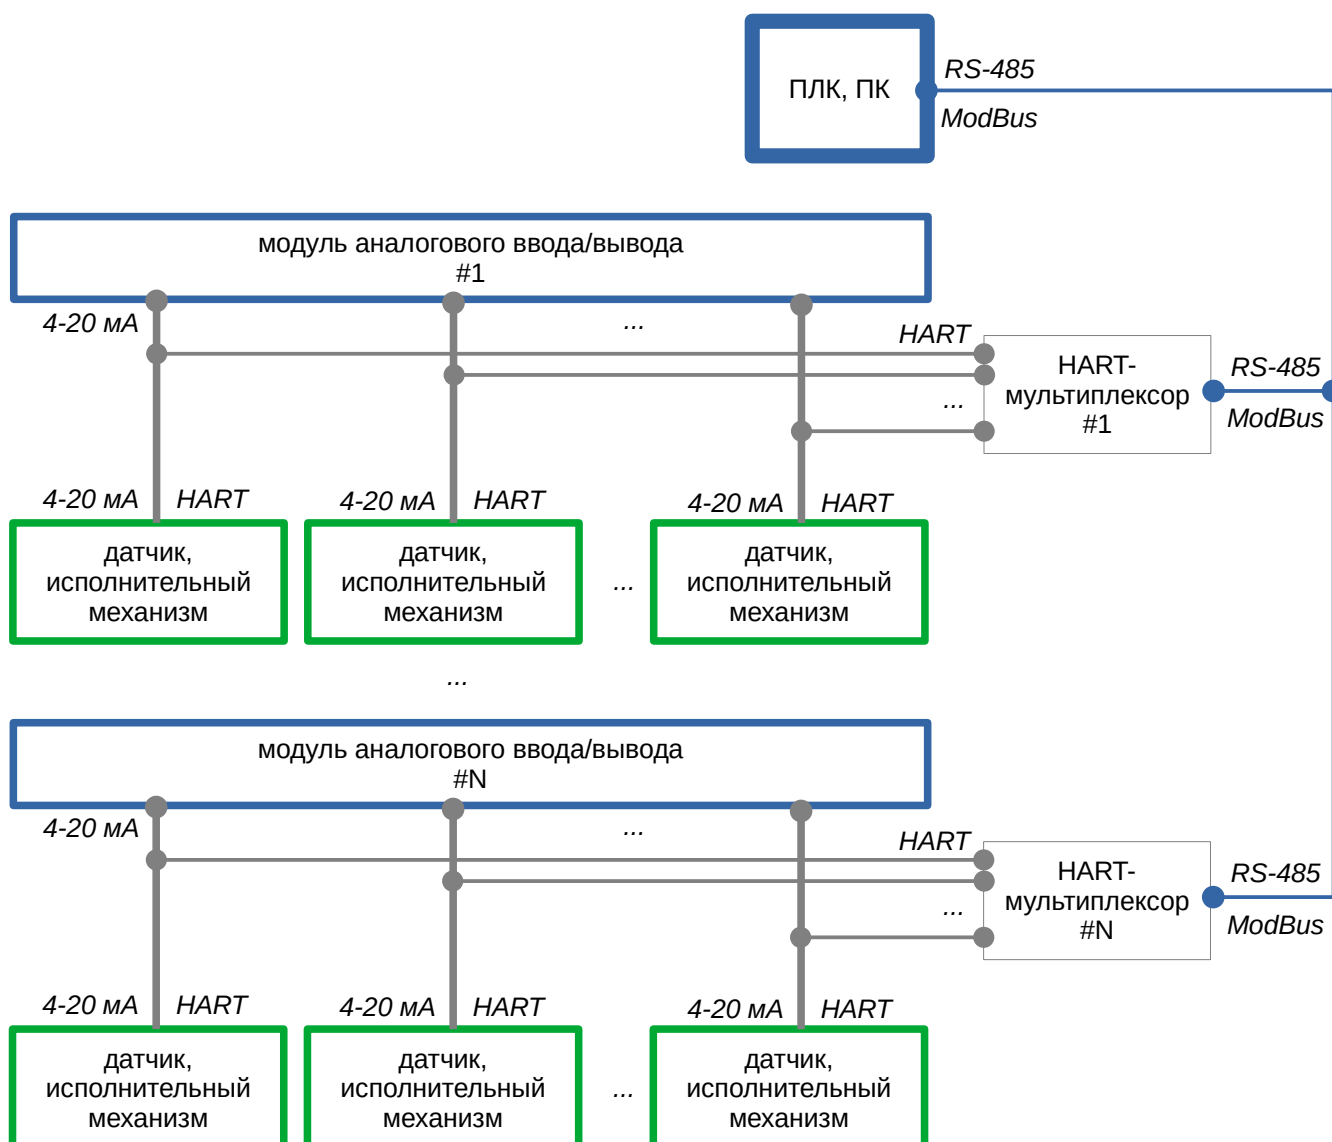 ПЛК, ПК
RS-485
ModBus
модуль аналогового ввода/вывода
#1
4-20 мА
...
HART
HART-
мультиплексор
#1
...
RS-485
ModBus
4-20 мА HART
4-20 мА HART
4-20 мА HART
датчик,
исполнительный
механизм
датчик,
исполнительный
механизм
...
датчик,
исполнительный
механизм
...
модуль аналогового ввода/вывода
#N
4-20 мА
...
HART
HART-
мультиплексор
#N
...
RS-485
ModBus
4-20 мА HART
4-20 мА HART
4-20 мА HART
датчик,
исполнительный
механизм
датчик,
исполнительный
механизм
...
датчик,
исполнительный
механизм